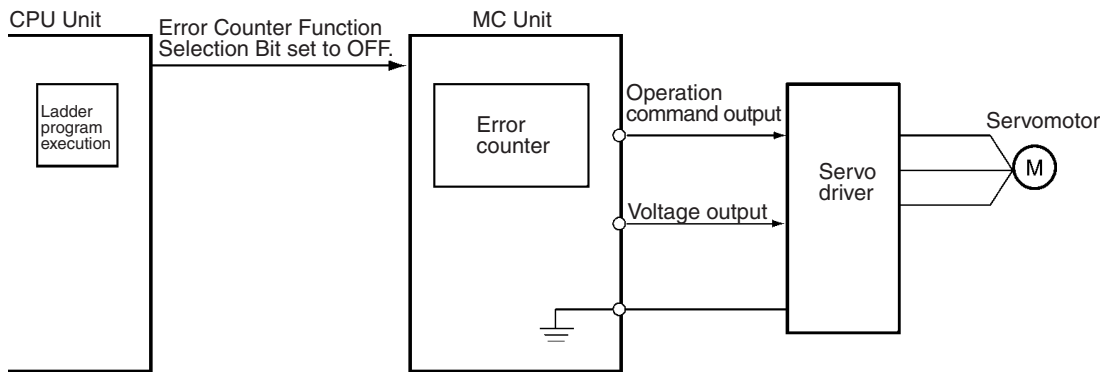 CPU Unit
Error Counter Function
Selection Bit set to OFF.
MC Unit
Ladder
program
execution
Error
counter
Operation
command output
Voltage output
Servo
driver
Servomotor
M